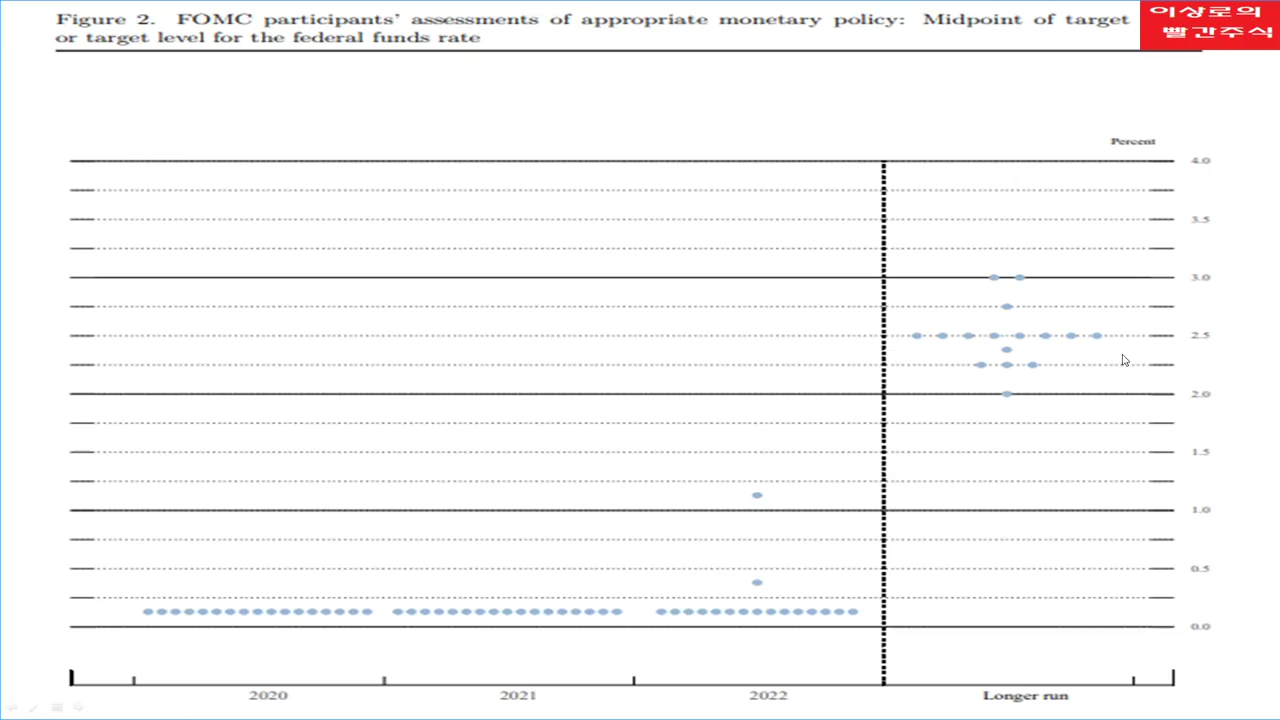 Figure 2. FOMC participants' assessments of appropriate monetary policy: Midpoint of target
or target level for the federal funds rate
이상로의
빨간주식
Percent
4.0
3.5
3.0
2.5
2.0
1.5
1.0
0.5
0.0
2020 2021 2022 Longer run